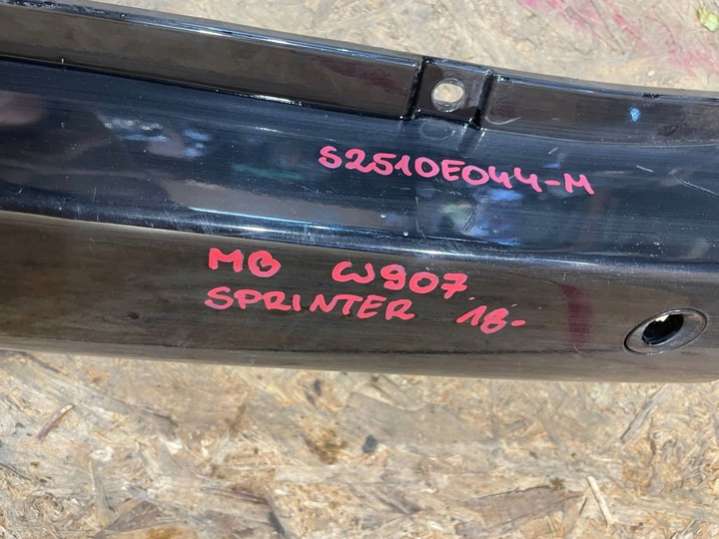 S2510E044-M
MB W907
SPRINTER 18-